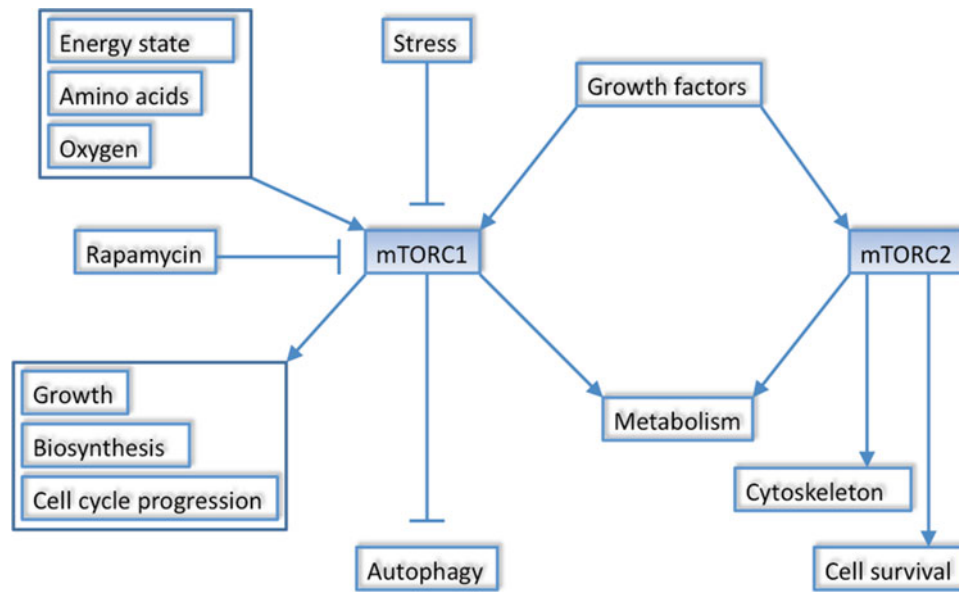 Energy state
Amino acids
Oxygen
Stress
Growth factors
Rapamycin
mTORC1
mTORC2
Growth
Biosynthesis
Cell cycle progression
Metabolism
Cytoskeleton
Autophagy
Cell survival